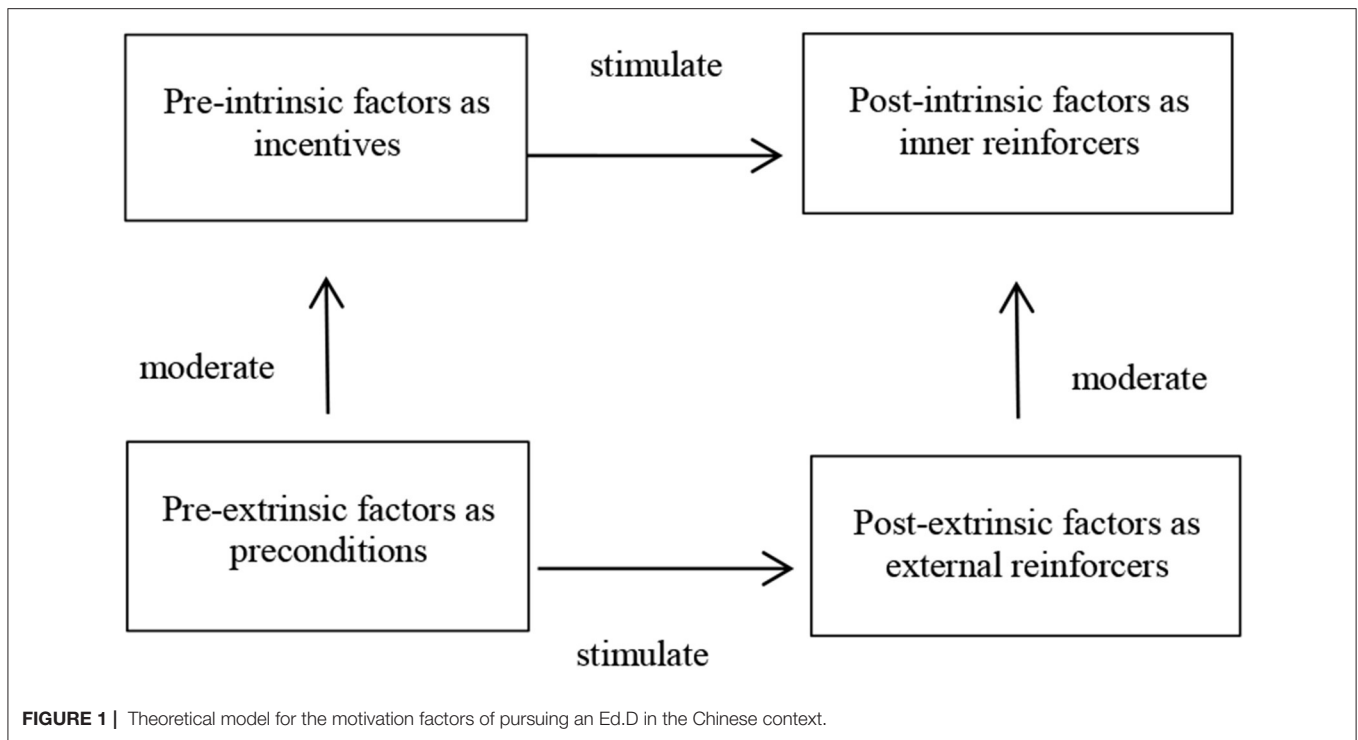 Pre-intrinsic factors as
incentives
stimulate
Post-intrinsic factors as
inner reinforcers
moderate
moderate
Pre-extrinsic factors as
preconditions
stimulate
Post-extrinsic factors as
external reinforcers
FIGURE 1 | Theoretical model for the motivation factors of pursuing an Ed.D in the Chinese context.